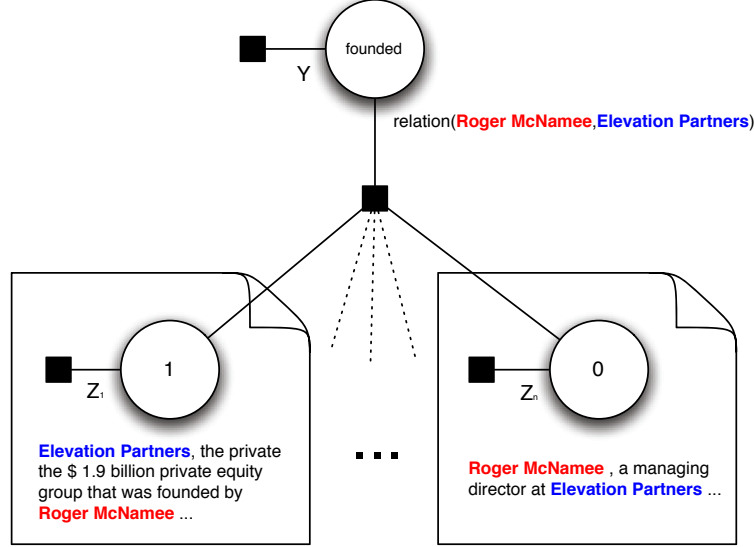 founded
Y
relation(Roger McNamee,Elevation Partners)
1
Z1
Elevation Partners, the private
the $ 1.9 billion private equity
group that was founded by
Roger McNamee ...
...
0
Zn
Roger McNamee , a managing
director at Elevation Partners ...